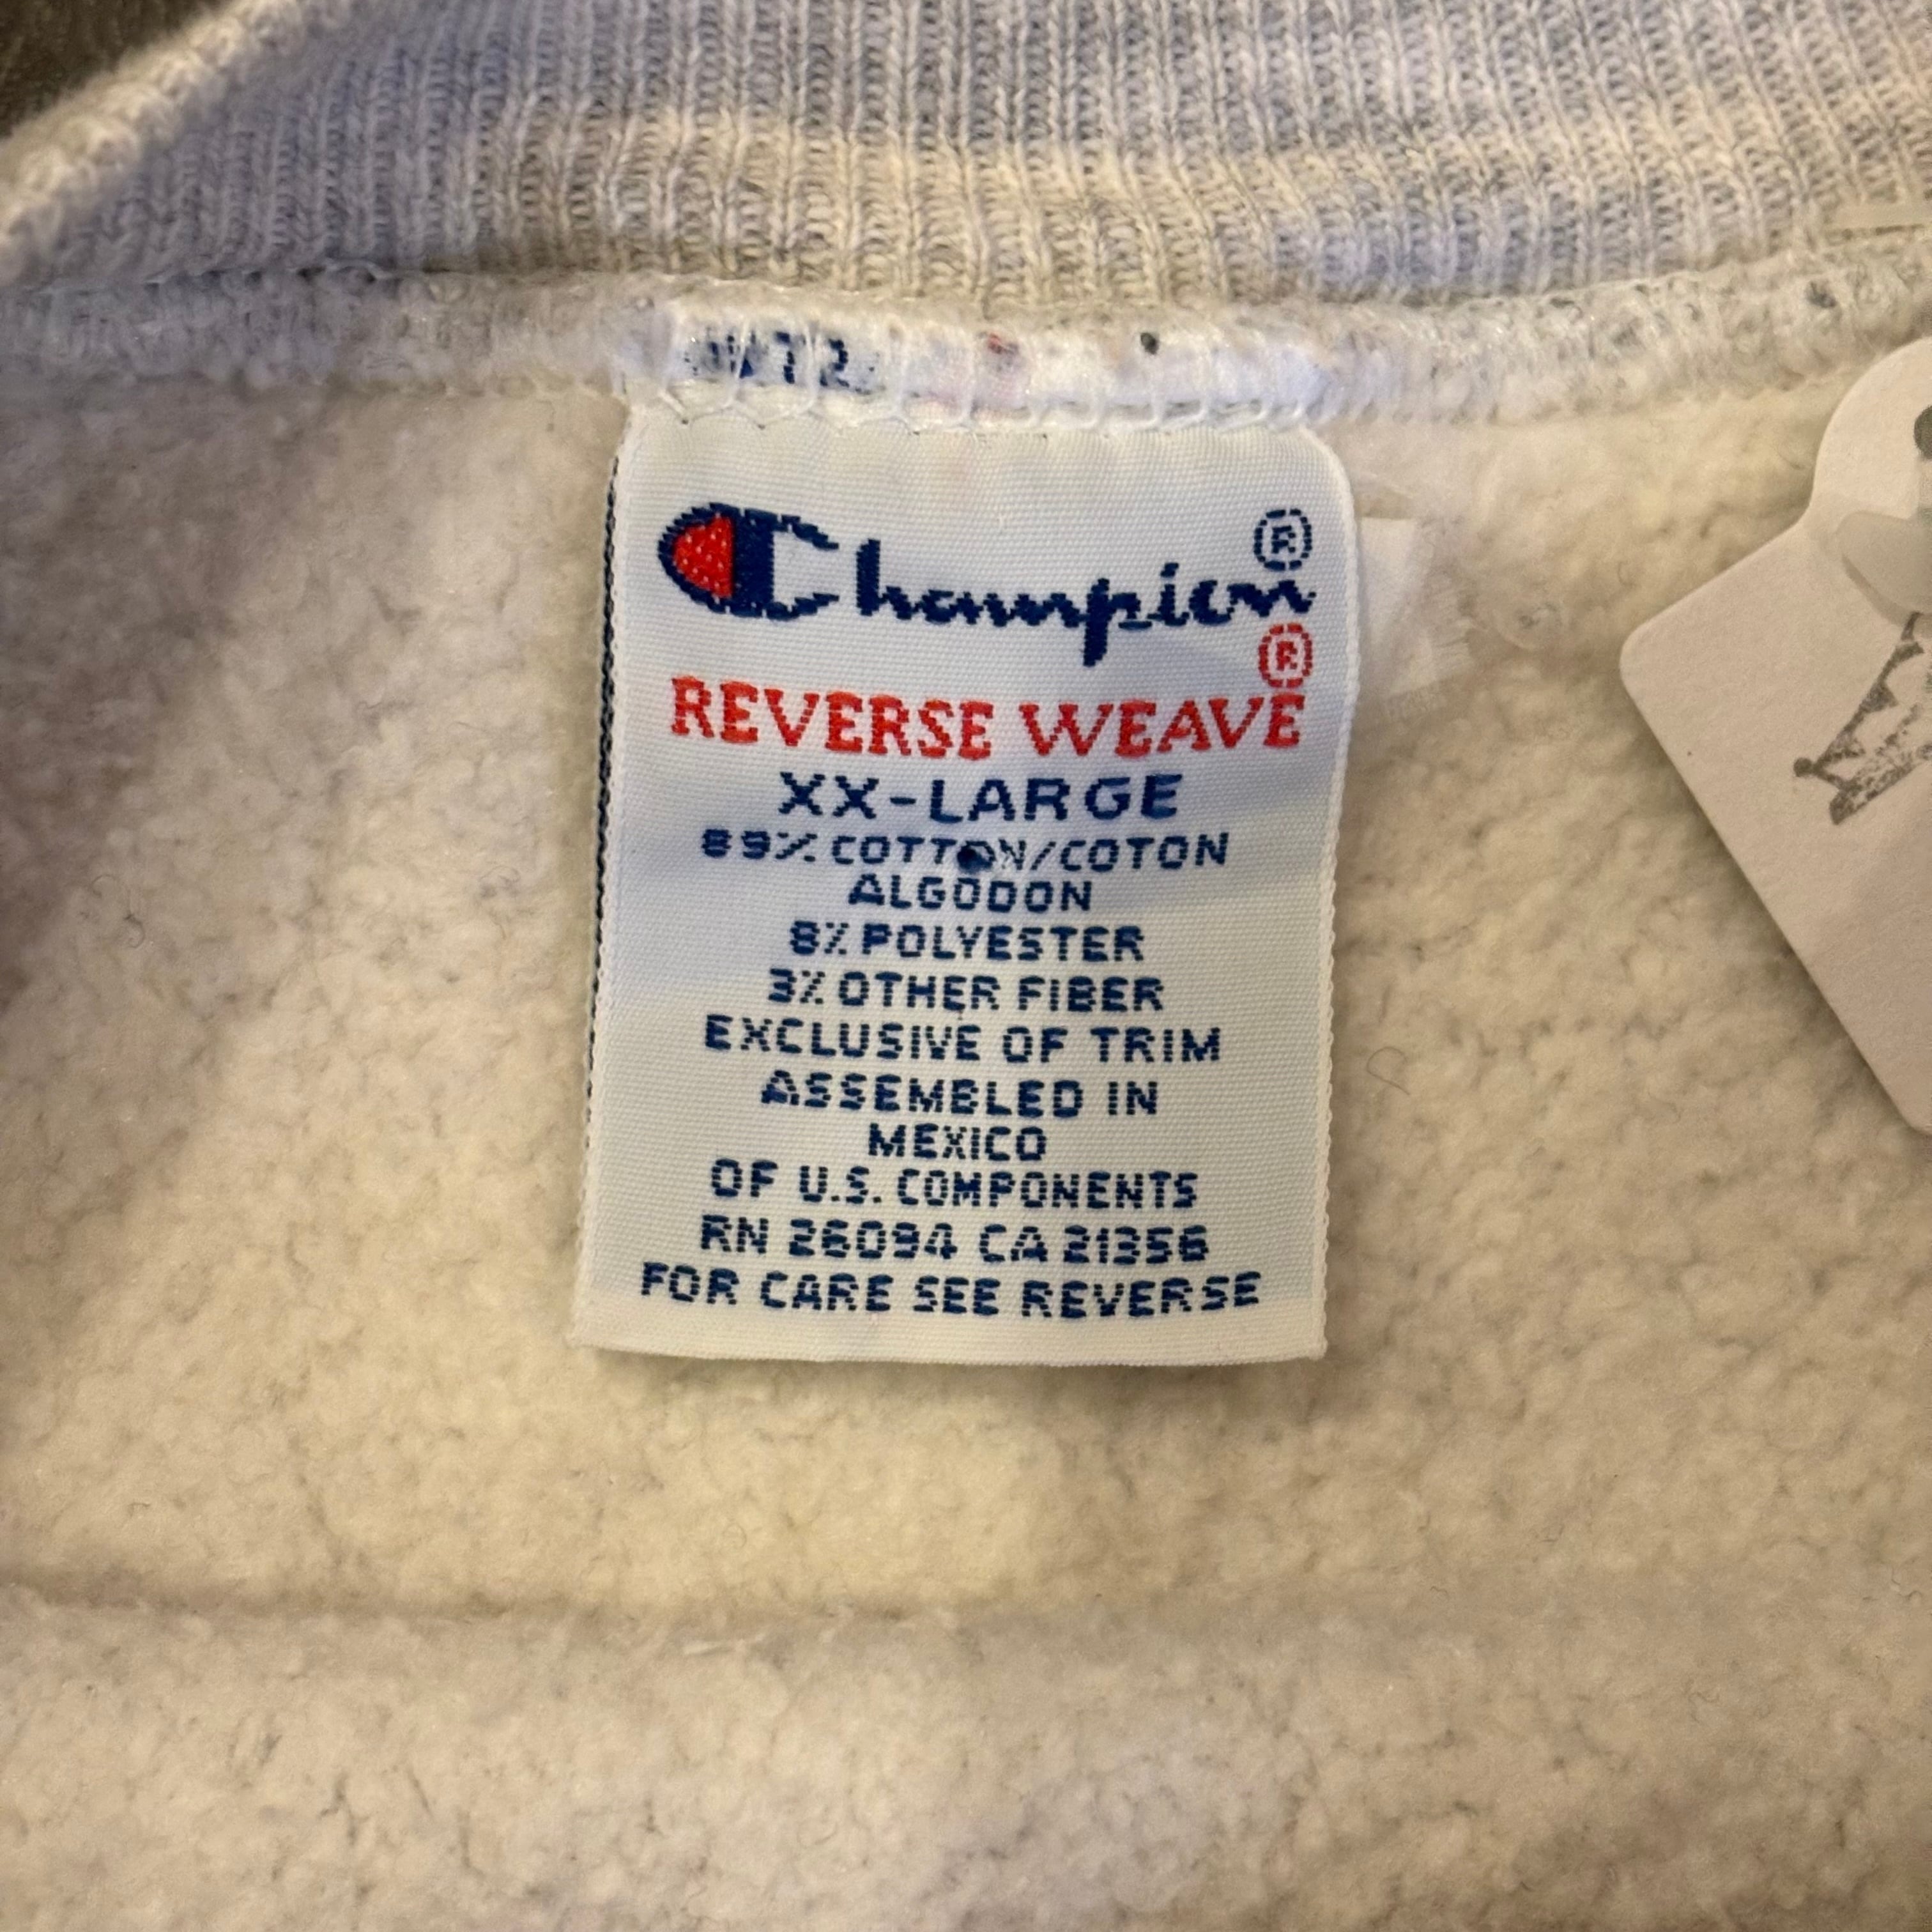 Champion®
REVERSE WEAVE®
XX-LARGE
89% COTTON/COTON
ALGODON
8% POLYESTER
3% OTHER FIBER
EXCLUSIVE OF TRIM
ASSEMBLED IN
MEXICO
OF U.S. COMPONENTS
RN 26094 CA 21356
FOR CARE SEE REVERSE